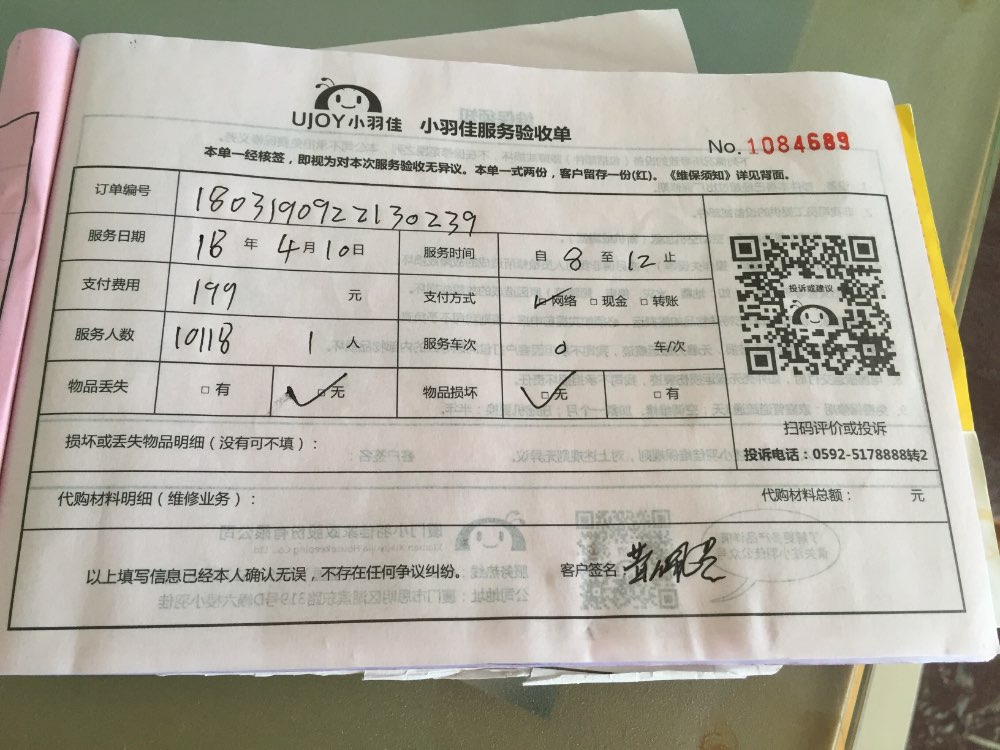 UJOY小羽佳 小羽佳服务验收单
No. 1084689
本单一经核签，即视为对本次服务验收无异议。本单一式两份，客户留存一份(红)。《维保须知》详见背面。
订单编号 1803190922130239
服务日期 18 年 4 月 10 日 服务时间 自 8 至 12 止
支付费用 199 元 支付方式 网络 现金 转账
服务人数 10118 1 人 服务车次 0 车/次
物品丢失 有 无 物品损坏 无 有
投诉或建议
扫码评价或投诉
投诉电话：0592-5178888转2
损坏或丢失物品明细（没有可不填）：
代购材料明细（维修业务）： 代购材料总额： 元
以上填写信息已经本人确认无误，不存在任何争议纠纷。 客户签名